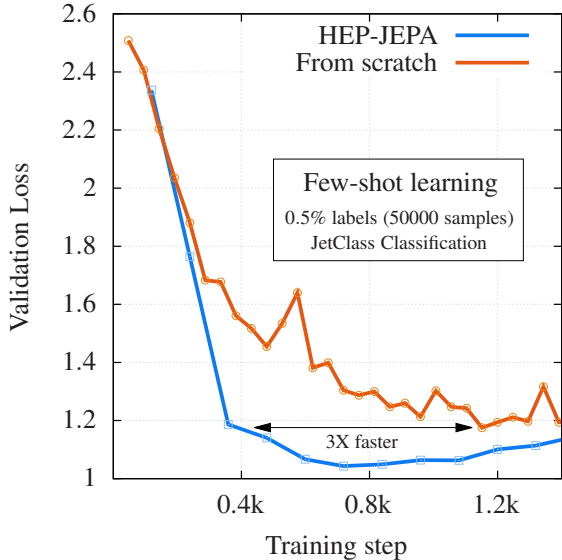 HEP-JEPA
From scratch
Few-shot learning
0.5% labels (50000 samples)
JetClass Classification
3X faster
Validation Loss
2.6
2.4
2.2
2
1.8
1.6
1.4
1.2
1
0.4k
0.8k
1.2k
Training step